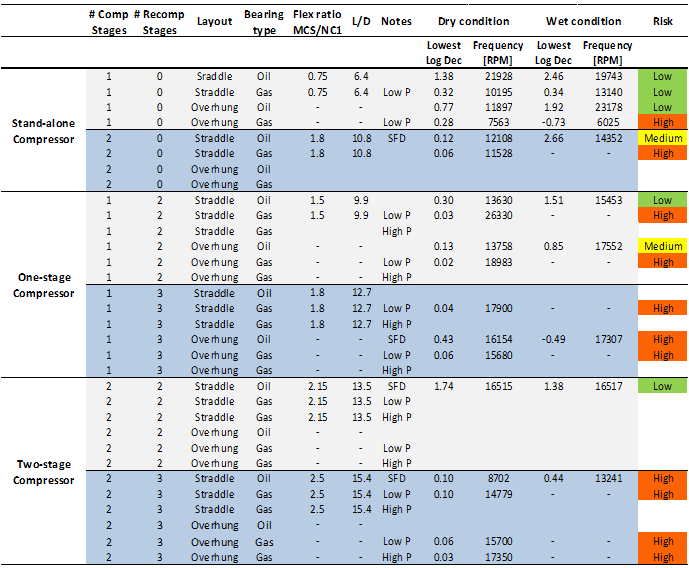 # Comp Stages # Recomp Stages Layout Bearing type Flex ratio MCS/NC1 L/D Notes Dry condition Wet condition Risk
Lowest Log Dec Frequency [RPM] Lowest Log Dec Frequency [RPM]
Stand-alone Compressor
1 0 Sraddle Oil 0.75 6.4 1.38 21928 2.46 19743 Low
1 0 Straddle Gas 0.75 6.4 Low P 0.32 10195 0.34 13140 Low
1 0 Overhung Oil - - 0.77 11897 1.92 23178 Low
1 0 Overhung Gas - - Low P 0.28 7563 -0.73 6025 High
2 0 Straddle Oil 1.8 10.8 SFD 0.12 12108 2.66 14352 Medium
2 0 Straddle Gas 1.8 10.8 0.06 11528 - - High
2 0 Overhung Oil
2 0 Overhung Gas
One-stage Compressor
1 2 Straddle Oil 1.5 9.9 0.30 13630 1.51 15453 Low
1 2 Straddle Gas 1.5 9.9 Low P 0.03 26330 - - High
1 2 Straddle Gas High P
1 2 Overhung Oil - - 0.13 13758 0.85 17552 Medium
1 2 Overhung Gas - - Low P 0.02 18983 - - High
1 2 Overhung Gas - - High P
1 3 Straddle Oil 1.8 12.7
1 3 Straddle Gas 1.8 12.7 Low P 0.04 17900 - - High
1 3 Straddle Gas 1.8 12.7 High P
1 3 Overhung Oil - - SFD 0.43 16154 -0.49 17307 High
1 3 Overhung Gas - - Low P 0.06 15680 - - High
1 3 Overhung Gas - - High P
Two-stage Compressor
2 2 Straddle Oil 2.15 13.5 SFD 1.74 16515 1.38 16517 Low
2 2 Straddle Gas 2.15 13.5 Low P
2 2 Straddle Gas 2.15 13.5 High P
2 2 Overhung Oil - -
2 2 Overhung Gas - - Low P
2 2 Overhung Gas - - High P
2 3 Straddle Oil 2.5 15.4 SFD 0.10 8702 0.44 13241 High
2 3 Straddle Gas 2.5 15.4 Low P 0.10 14779 - - High
2 3 Straddle Gas 2.5 15.4 High P
2 3 Overhung Oil - -
2 3 Overhung Gas - - Low P 0.06 15700 - - High
2 3 Overhung Gas - - High P 0.03 17350 - - High